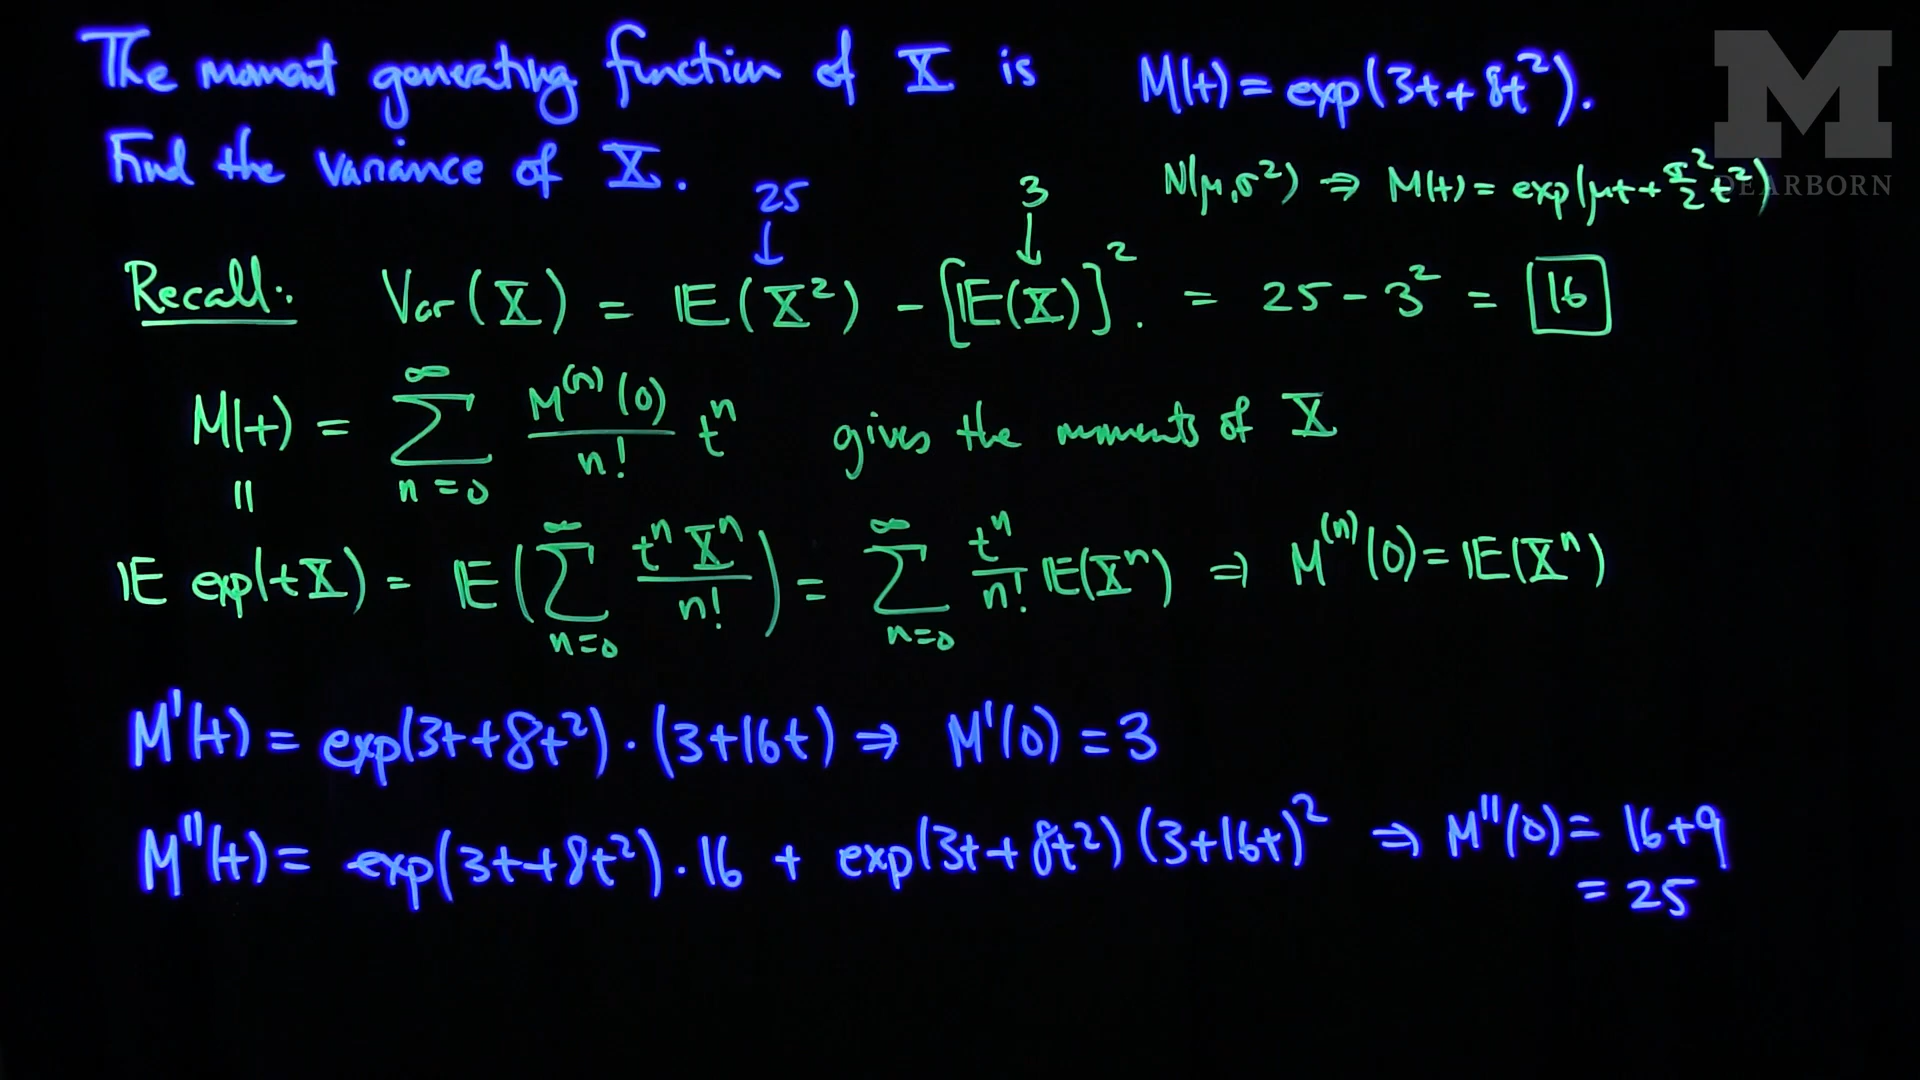 The moment generating function of X is M(t) = exp(3t + 8t²).
Find the variance of X.
N(μ,σ²) ⇒ M(t) = exp(μt + σ²/2 t²)
25 3
↓ ↓
Recall: Var(X) = 𝔼(X²) - [𝔼(X)]². = 25 - 3² = 16
M(t) = ∑_{n=0}^{∞} M⁽ⁿ⁾(0)/n! tⁿ gives the moments of X
||
𝔼 exp(tX) = 𝔼(∑_{n=0}^{∞} tⁿXⁿ/n!) = ∑_{n=0}^{∞} tⁿ/n! 𝔼(Xⁿ) ⇒ M⁽ⁿ⁾(0) = 𝔼(Xⁿ)
M'(t) = exp(3t+8t²)·(3+16t) ⇒ M'(0) = 3
M''(t) = exp(3t+8t²)·16 + exp(3t+8t²)(3+16t)² ⇒ M''(0) = 16+9
= 25
M
DEARBORN